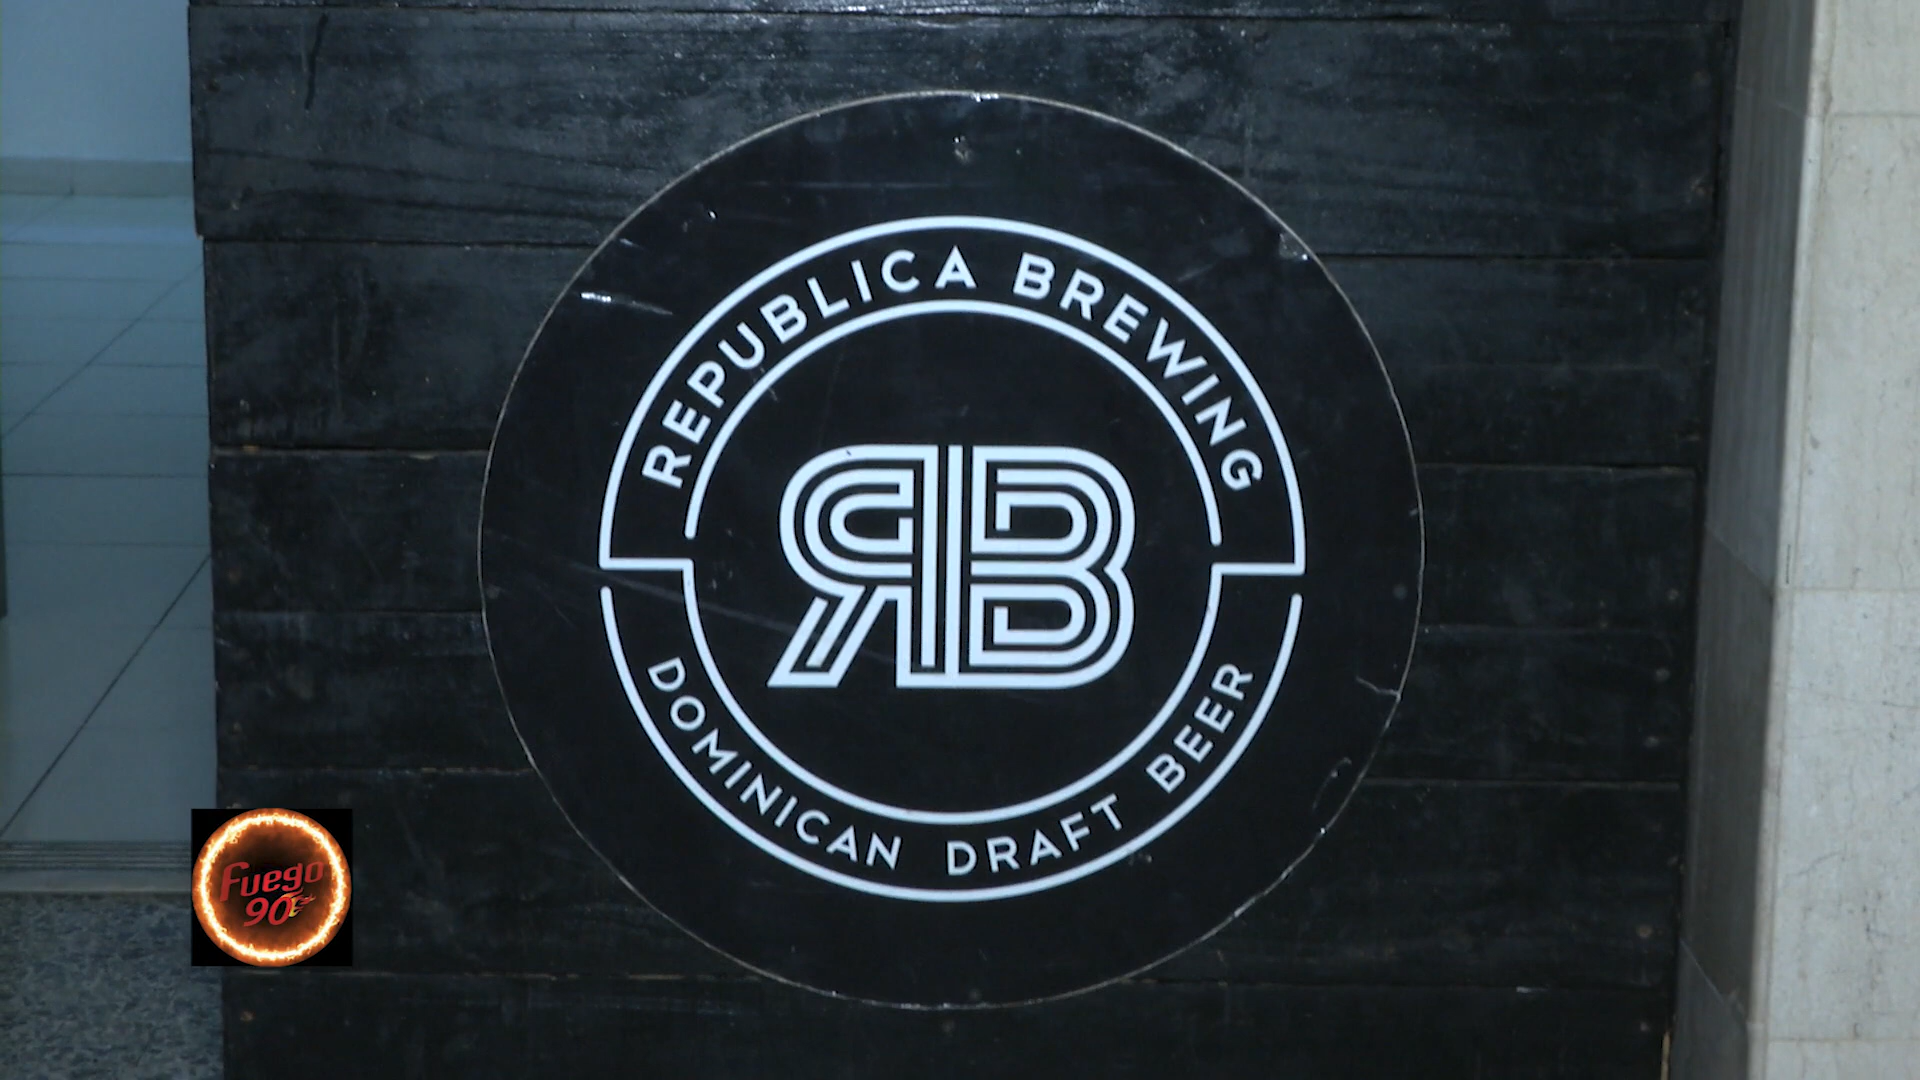 REPUBLICA BREWING
RB
DOMINICAN DRAFT BEER
Fuego
90